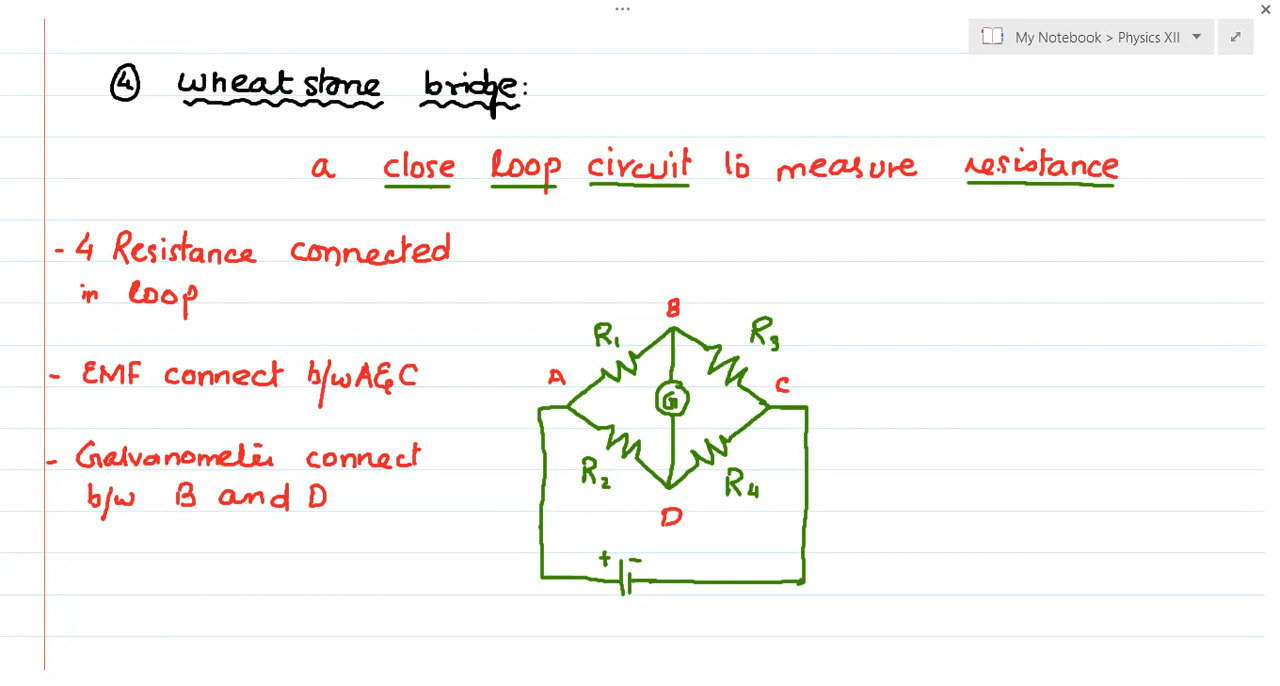 ...
My Notebook > Physics XII
④ wheatstone bridge:
a close loop circuit to measure resistance
- 4 Resistance connected
in loop
- EMF connect b/w A & C
- Galvanometer connect
b/w B and D
B
R₁
R₃
A
C
G
R₂
R₄
D
+ -